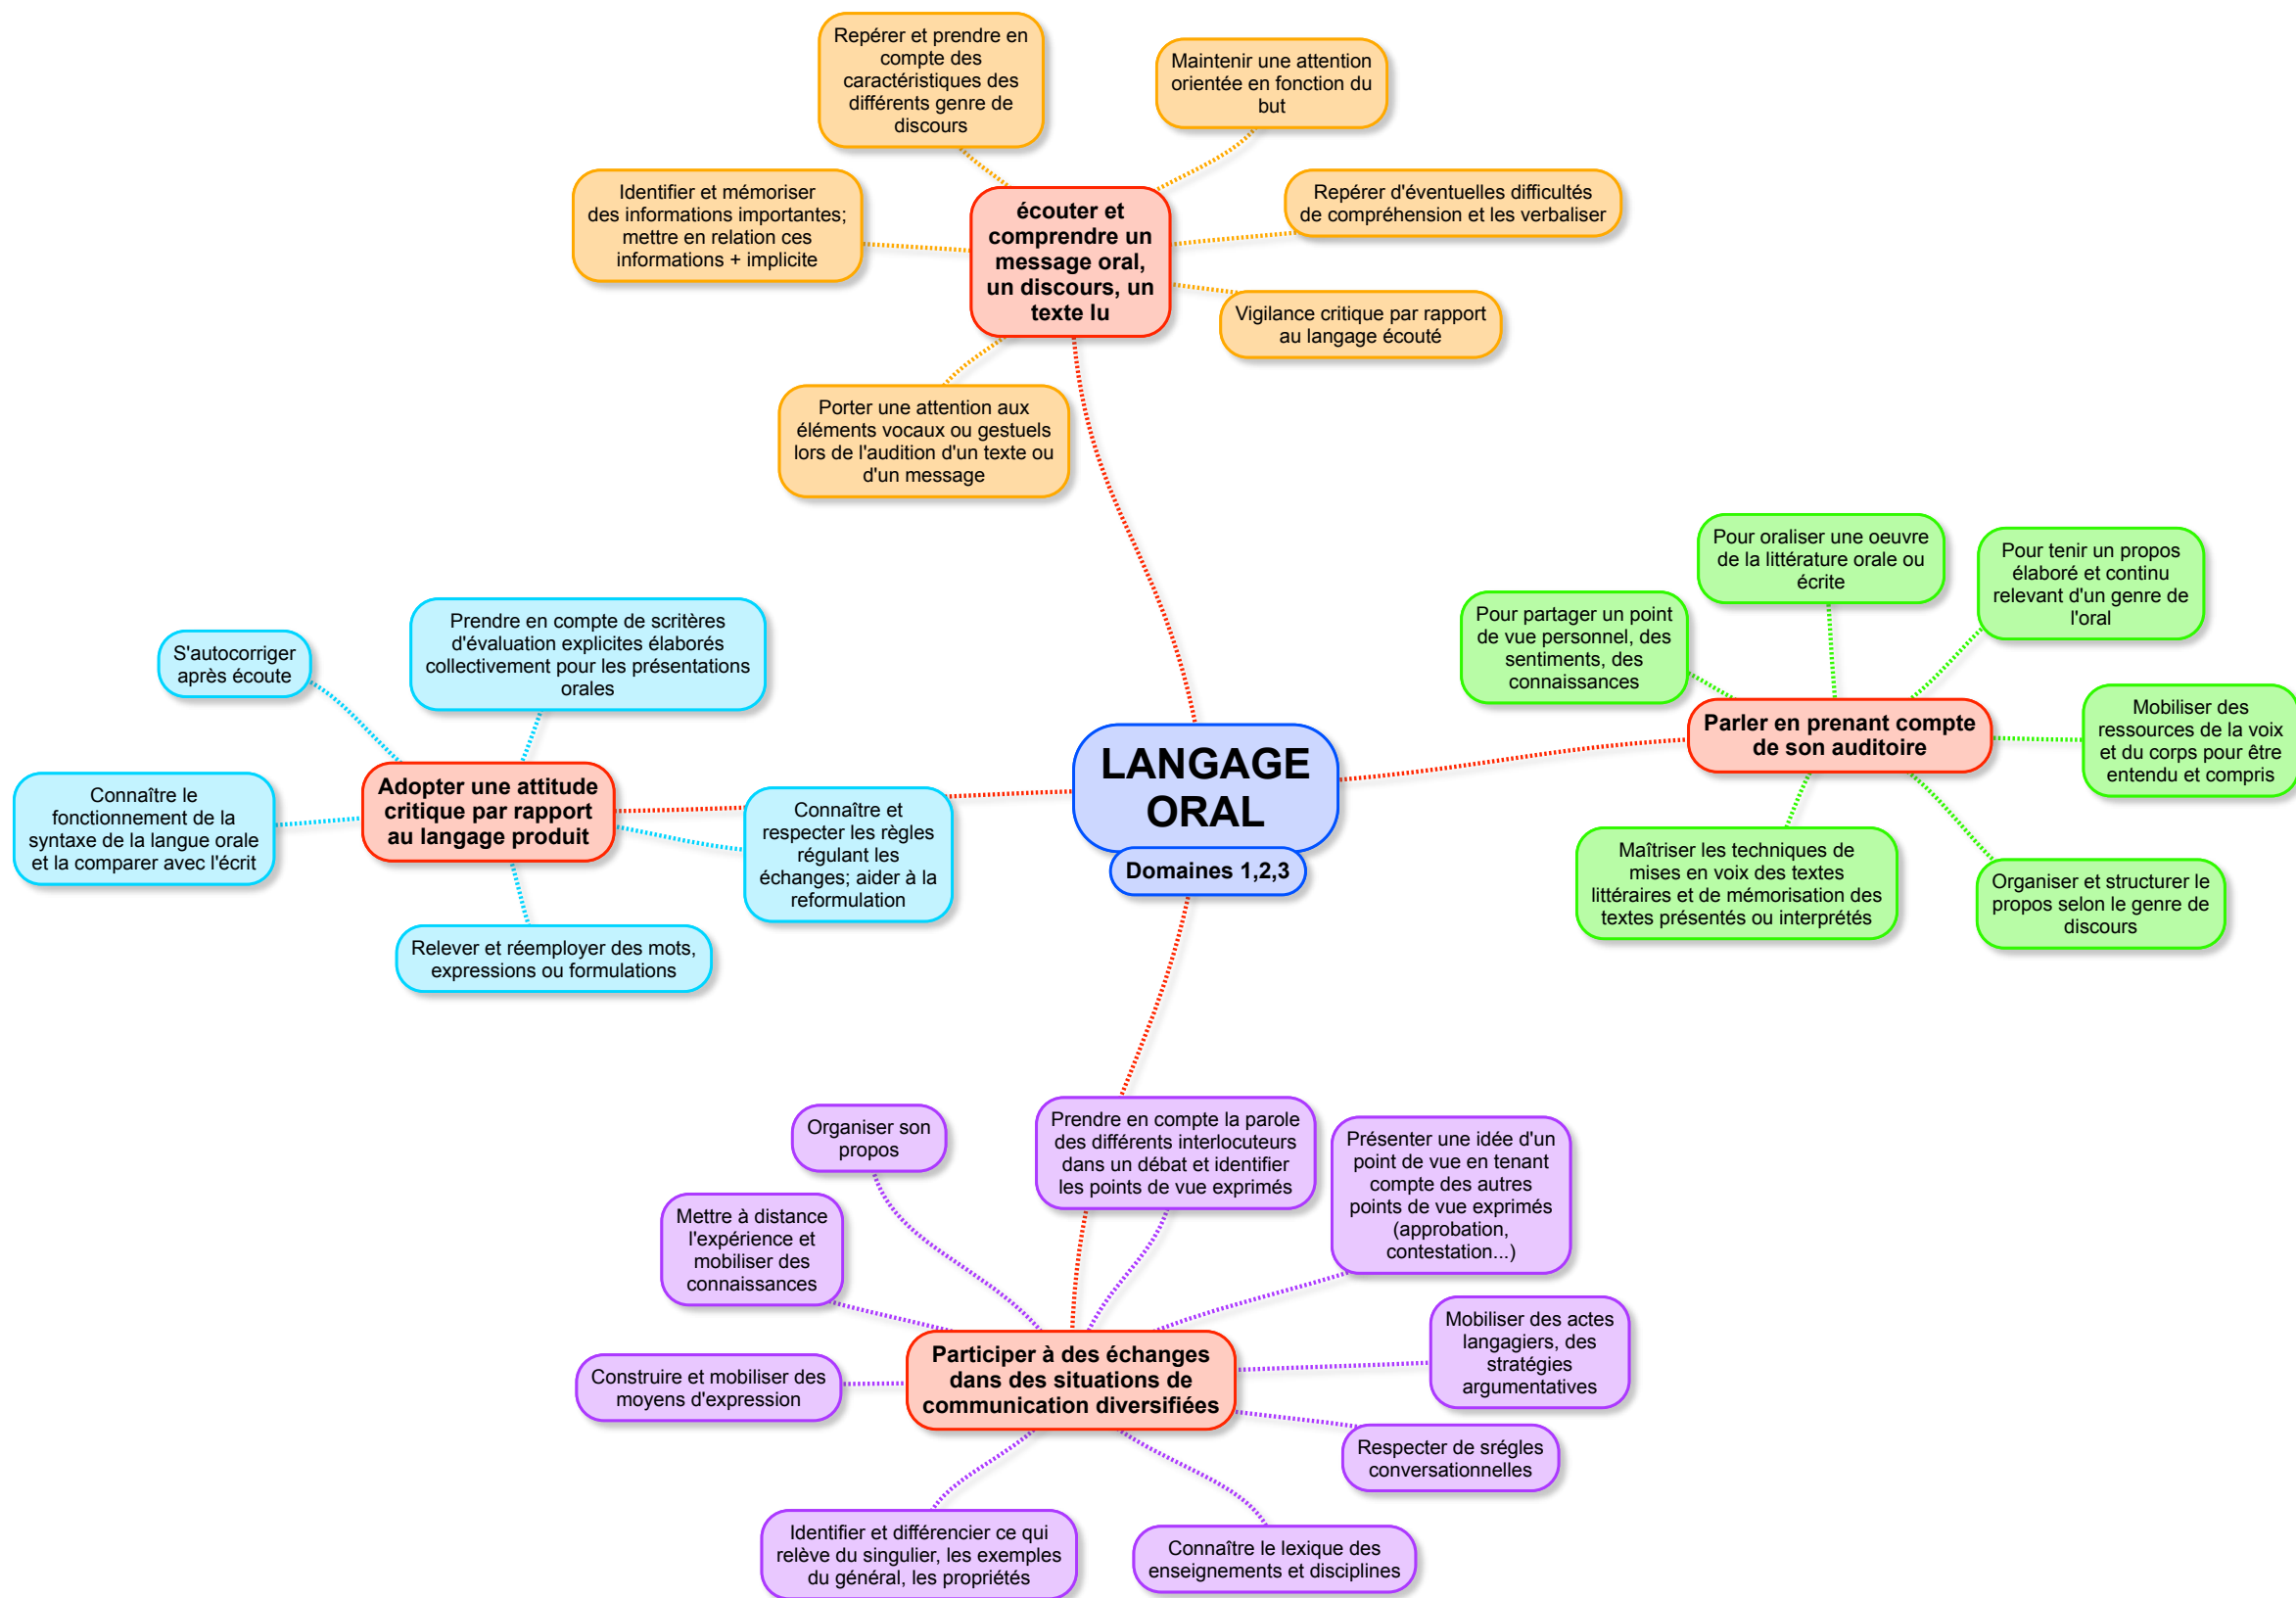 Repérer et prendre en
compte des
caractéristiques des
différents genre de
discours
Maintenir une attention
orientée en fonction du
but
Identifier et mémoriser
des informations importantes;
mettre en relation ces
informations + implicite
écouter et
comprendre un
message oral,
un discours, un
texte lu
Repérer d'éventuelles difficultés
de compréhension et les verbaliser
Vigilance critique par rapport
au langage écouté
Porter une attention aux
éléments vocaux ou gestuels
lors de l'audition d'un texte ou
d'un message
Pour oraliser une oeuvre
de la littérature orale ou
écrite
Pour tenir un propos
élaboré et continu
relevant d'un genre de
l'oral
Pour partager un point
de vue personnel, des
sentiments, des
connaissances
Parler en prenant compte
de son auditoire
Mobiliser des
ressources de la voix
et du corps pour être
entendu et compris
Maîtriser les techniques de
mises en voix des textes
littéraires et de mémorisation des
textes présentés ou interprétés
Organiser et structurer le
propos selon le genre de
discours
LANGAGE
ORAL
Domaines 1,2,3
Prendre en compte de scritères
d'évaluation explicites élaborés
collectivement pour les présentations
orales
S'autocorriger
après écoute
Adopter une attitude
critique par rapport
au langage produit
Connaître le
fonctionnement de la
syntaxe de la langue orale
et la comparer avec l'écrit
Connaître et
respecter les règles
régulant les
échanges; aider à la
reformulation
Relever et réemployer des mots,
expressions ou formulations
Organiser son
propos
Prendre en compte la parole
des différents interlocuteurs
dans un débat et identifier
les points de vue exprimés
Présenter une idée d'un
point de vue en tenant
compte des autres
points de vue exprimés
(approbation,
contestation...)
Mettre à distance
l'expérience et
mobiliser des
connaissances
Participer à des échanges
dans des situations de
communication diversifiées
Mobiliser des actes
langagiers, des
stratégies
argumentatives
Construire et mobiliser des
moyens d'expression
Respecter de srégles
conversationnelles
Identifier et différencier ce qui
relève du singulier, les exemples
du général, les propriétés
Connaître le lexique des
enseignements et disciplines